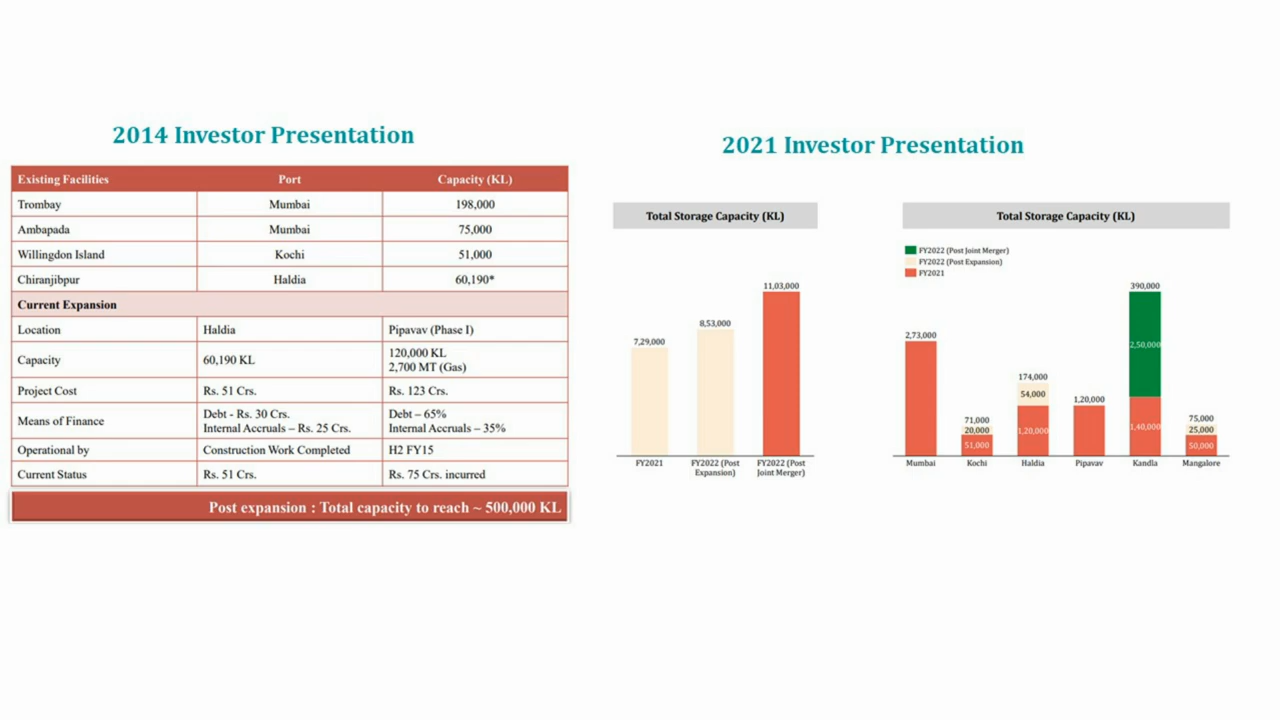 2014 Investor Presentation
Existing Facilities Port Capacity (KL)
Trombay Mumbai 198,000
Ambapada Mumbai 75,000
Willingdon Island Kochi 51,000
Chiranjibpur Haldia 60,190*
Current Expansion
Location Haldia Pipavav (Phase I)
Capacity 60,190 KL 120,000 KL
2,700 MT (Gas)
Project Cost Rs. 51 Crs. Rs. 123 Crs.
Means of Finance Debt - Rs. 30 Crs. Debt – 65%
Internal Accruals – Rs. 25 Crs. Internal Accruals – 35%
Operational by Construction Work Completed H2 FY15
Current Status Rs. 51 Crs. Rs. 75 Crs. incurred
Post expansion : Total capacity to reach ~ 500,000 KL
2021 Investor Presentation
Total Storage Capacity (KL)
7,29,000
8,53,000
11,03,000
FY2021 FY2022 (Post FY2022 (Post
Expansion) Joint Merger)
Total Storage Capacity (KL)
FY2022 (Post Joint Merger)
FY2022 (Post Expansion)
FY2021
2,73,000
71,000
20,000
51,000
174,000
54,000
1,20,000
1,20,000
390,000
2,50,000
1,40,000
75,000
25,000
50,000
Mumbai Kochi Haldia Pipavav Kandla Mangalore